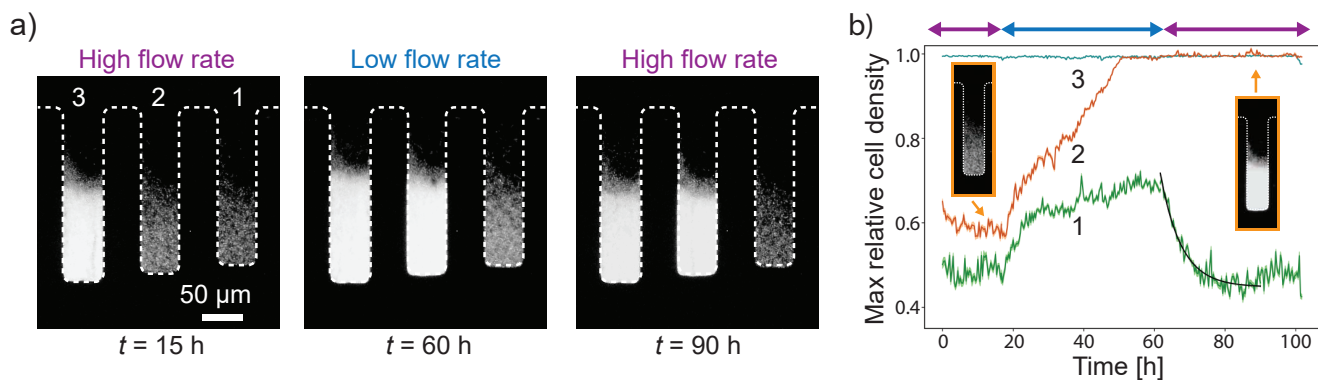 a)
High flow rate
Low flow rate
High flow rate
3 2 1
50 μm
t = 15 h
t = 60 h
t = 90 h
b)
Max relative cell density
1.0
0.8
0.6
0.4
3
2
1
0 20 40 60 80 100
Time [h]